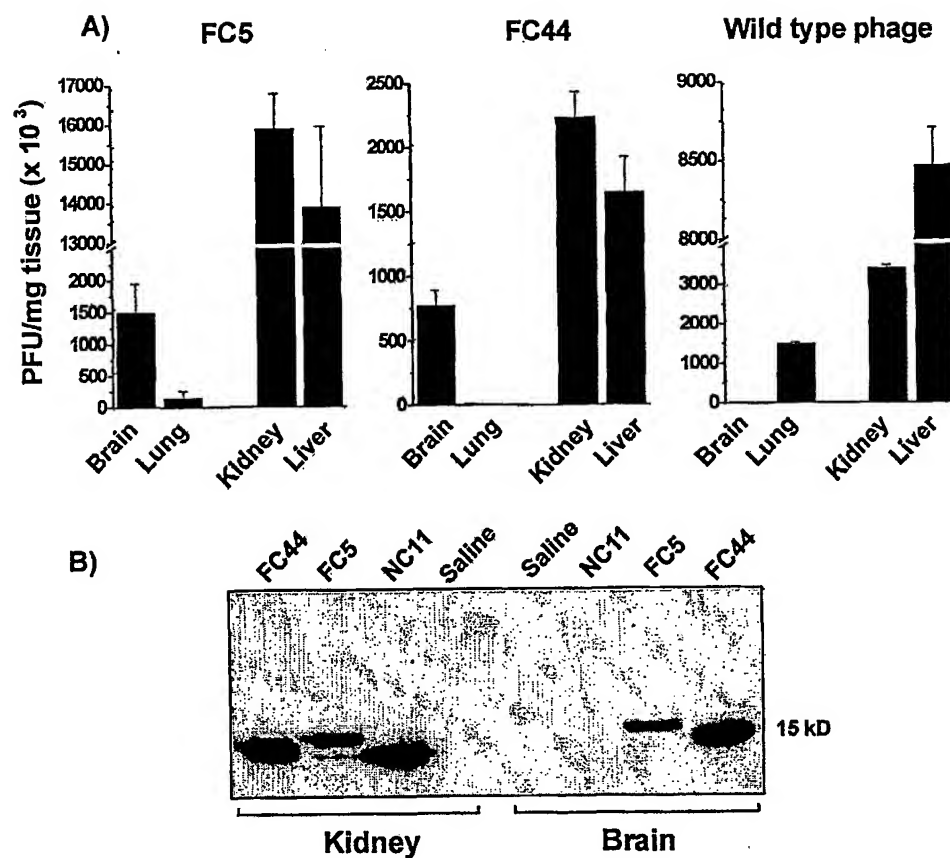 A)
FC5
FC44
Wild type phage
PFU/mg tissue (x 10 3)
17000
16000
15000
14000
13000
2000
1500
1000
500
0
Brain
Lung
Kidney
Liver
2500
2000
1500
1000
500
0
Brain
Lung
Kidney
Liver
9000
8500
8000
3000
2000
1000
0
Brain
Lung
Kidney
Liver
B)
FC44
FC5
NC11
Saline
Saline
NC11
FC5
FC44
15 kD
Kidney
Brain